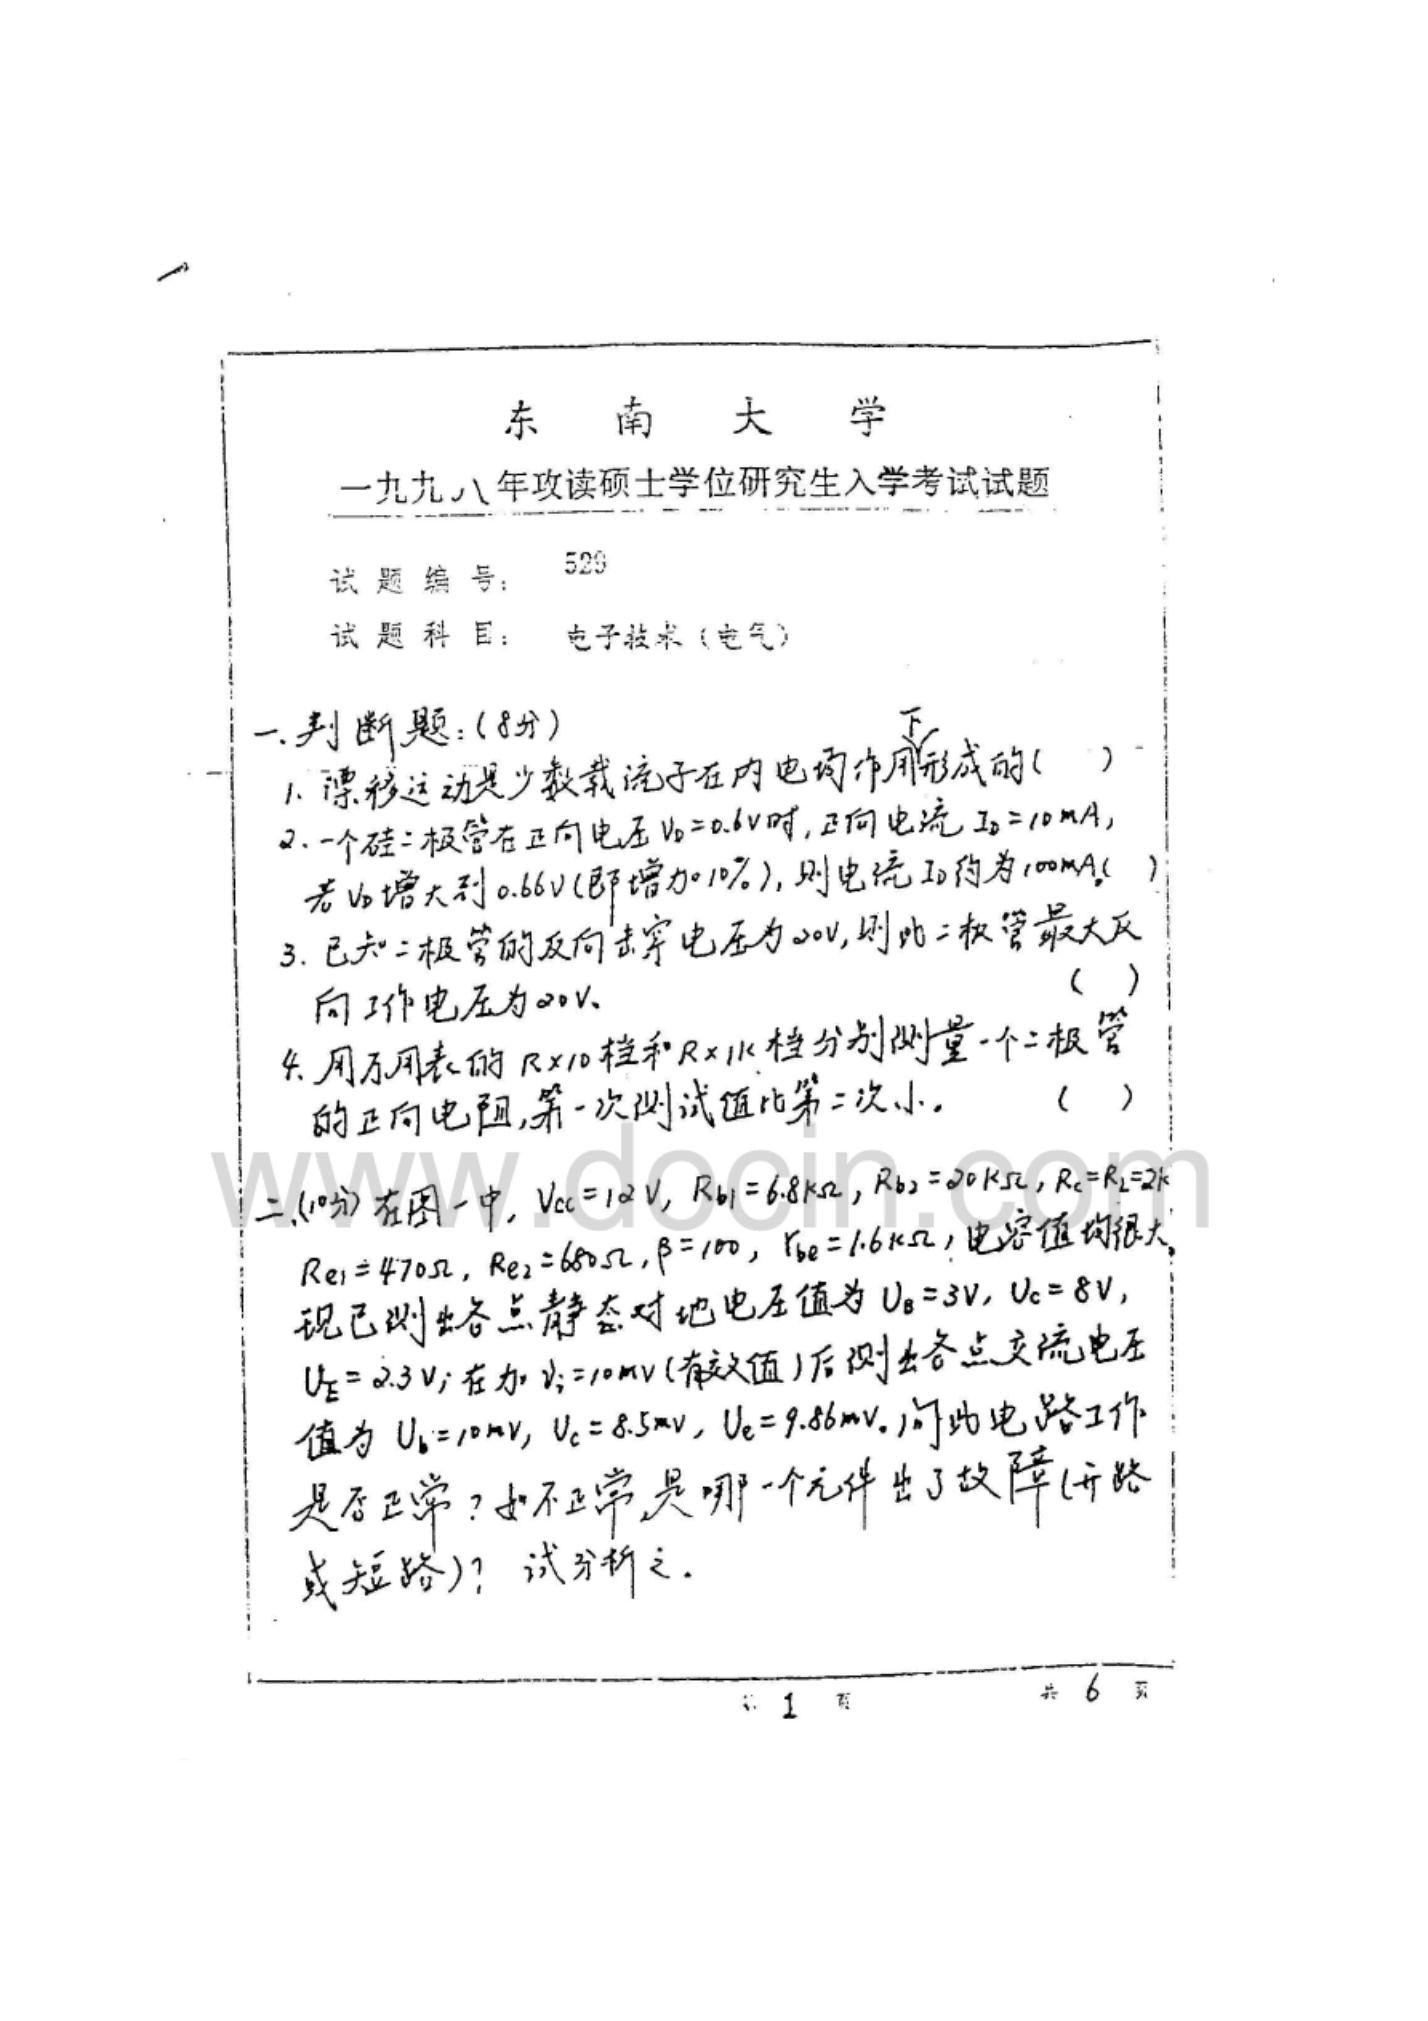 东 南 大 学
一九九八年攻读硕士学位研究生入学考试试题
试 题 编 号： 529
试 题 科 目： 电子技术（电气）
一、判断题：(8分)
下
1. 漂移运动是少数载流子在内电场作用形成的( )
2. 一个硅二极管在正向电压 VD=0.6V时, 正向电流 ID=10mA,
若 VD增大到 0.66V(即增加10%), 则电流 ID约为100mA。( )
3. 已知二极管的反向击穿电压为20V, 则此二极管最大反
向工作电压为20V. ( )
4. 用万用表的 R×10档和R×1K档分别测量一个二极管
的正向电阻, 第一次测试值比第二次小. ( )
www.docin.com
二、(10分) 在图一中, Vcc=12V, Rb1=6.8KΩ, Rb2=20KΩ, Rc=RL=2K
Re1=470Ω, Re2=680Ω, β=100, rbe=1.6KΩ, 电容值均很大。
现已测出各点静态对地电压值为 UB=3V, Uc=8V,
UE=2.3V; 在加 vi=10mV(有效值)后测出各点交流电压
值为 Ub=10mV, Uc=8.5mV, Ue=9.86mV. 问此电路工作
是否正常? 如不正常, 是哪一个元件出了故障(开路
或短路)? 试分析之.
第 1 页 共 6 页